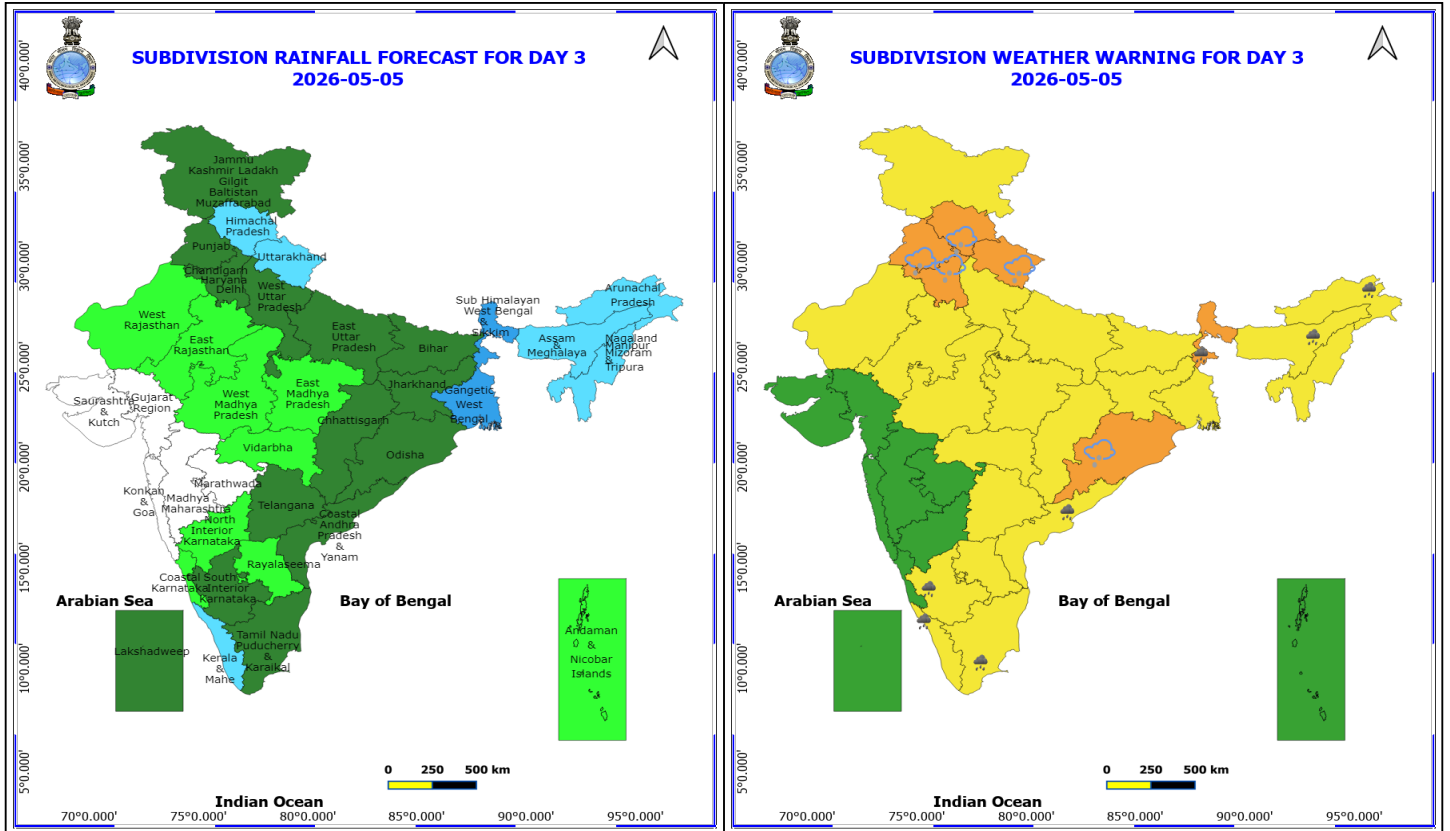 SUBDIVISION RAINFALL FORECAST FOR DAY 3
2026-05-05
40°0.000'
35°0.000'
30°0.000'
25°0.000'
20°0.000'
15°0.000'
10°0.000'
5°0.000'
Jammu
Kashmir Ladakh
Gilgit
Baltistan
Muzaffarabad
Himachal
Pradesh
Punjab
Uttarakhand
Chandigarh
Haryana
Delhi
West
Uttar
Pradesh
West
Rajasthan
East
Rajasthan
East
Uttar
Pradesh
Bihar
Sub Himalayan
West Bengal
&
Sikkim
Arunachal
Pradesh
Assam
&
Meghalaya
Nagaland
Manipur
Mizoram
&
Tripura
Saurashtra
&
Kutch
Gujarat
Region
West
Madhya
Pradesh
East
Madhya
Pradesh
Jharkhand
Gangetic
West
Bengal
Chhattisgarh
Vidarbha
Odisha
Konkan
&
Goa
Madhya
Maharashtra
Marathwada
Telangana
North
Interior
Karnataka
Coastal
Andhra
Pradesh
&
Yanam
Rayalaseema
Coastal
Karnataka
South
Interior
Karnataka
Arabian Sea
Bay of Bengal
Lakshadweep
Kerala
&
Mahe
Tamil Nadu
Puducherry
&
Karaikal
Andaman
&
Nicobar
Islands
0 250 500 km
Indian Ocean
70°0.000' 75°0.000' 80°0.000' 85°0.000' 90°0.000' 95°0.000'
SUBDIVISION WEATHER WARNING FOR DAY 3
2026-05-05
40°0.000'
35°0.000'
30°0.000'
25°0.000'
20°0.000'
15°0.000'
10°0.000'
5°0.000'
Arabian Sea
Bay of Bengal
0 250 500 km
Indian Ocean
70°0.000' 75°0.000' 80°0.000' 85°0.000' 90°0.000' 95°0.000'